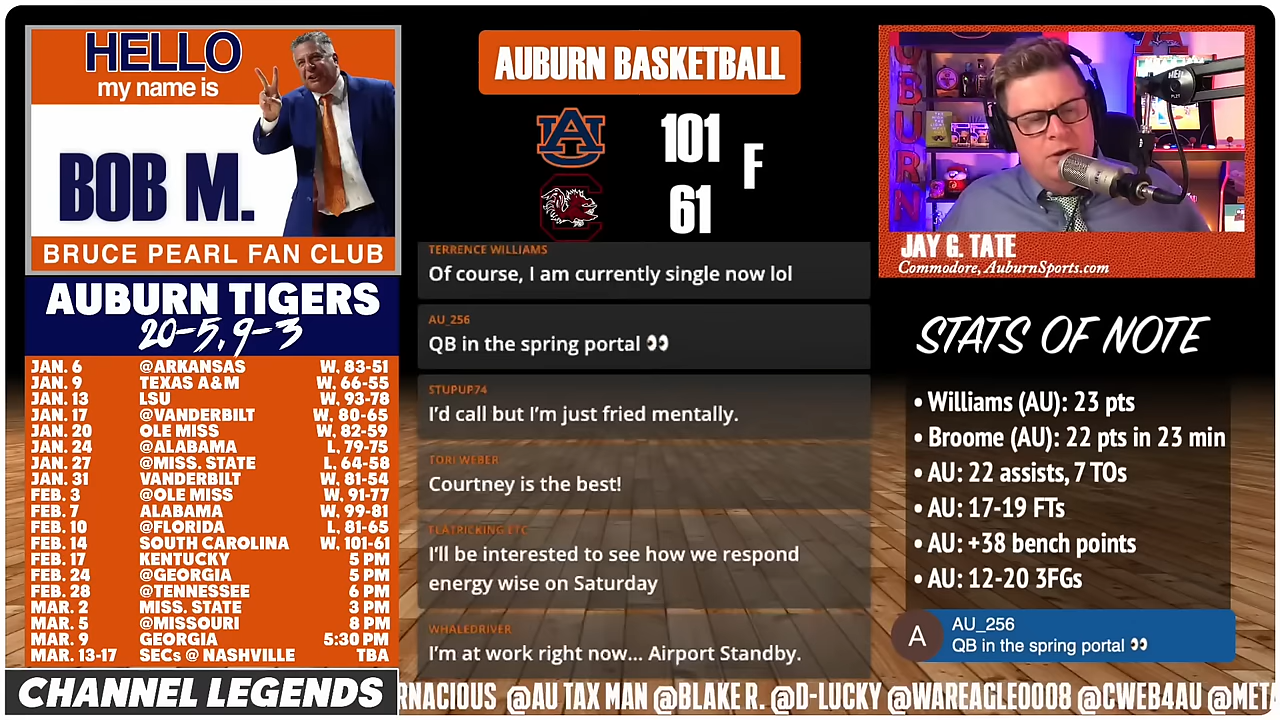 HELLO
my name is
BOB M.
BRUCE PEARL FAN CLUB
AUBURN TIGERS
20-5, 9-3
JAN. 6 @ARKANSAS W, 83-51
JAN. 9 TEXAS A&M W, 66-55
JAN. 13 LSU W, 93-78
JAN. 17 @VANDERBILT W, 80-65
JAN. 20 OLE MISS W, 82-59
JAN. 24 @ALABAMA L, 79-75
JAN. 27 @MISS. STATE L, 64-58
JAN. 31 VANDERBILT W, 81-54
FEB. 3 @OLE MISS W, 91-77
FEB. 7 ALABAMA W, 99-81
FEB. 10 @FLORIDA L, 81-65
FEB. 14 SOUTH CAROLINA W, 101-61
FEB. 17 KENTUCKY 5 PM
FEB. 24 @GEORGIA 5 PM
FEB. 28 @TENNESSEE 6 PM
MAR. 2 MISS. STATE 3 PM
MAR. 5 @MISSOURI 8 PM
MAR. 9 GEORGIA 5:30 PM
MAR. 13-17 SECs @ NASHVILLE TBA
AUBURN BASKETBALL
AU 101
F
C 61
TERRENCE WILLIAMS
Of course, I am currently single now lol
AU_256
QB in the spring portal 👀
STUPUP74
I'd call but I'm just fried mentally.
TORI WEBER
Courtney is the best!
FLATRICKING ETC
I'll be interested to see how we respond
energy wise on Saturday
WHALEDRIVER
I'm at work right now... Airport Standby.
BURN
JAY G. TATE
Commodore, AuburnSports.com
STATS OF NOTE
• Williams (AU): 23 pts
• Broome (AU): 22 pts in 23 min
• AU: 22 assists, 7 TOs
• AU: 17-19 FTs
• AU: +38 bench points
• AU: 12-20 3FGs
A
AU_256
QB in the spring portal 👀
CHANNEL LEGENDS
RNACIOUS @AU TAX MAN @BLAKE R. @D-LUCKY @WAREAGLE0008 @CWEB4AU @META